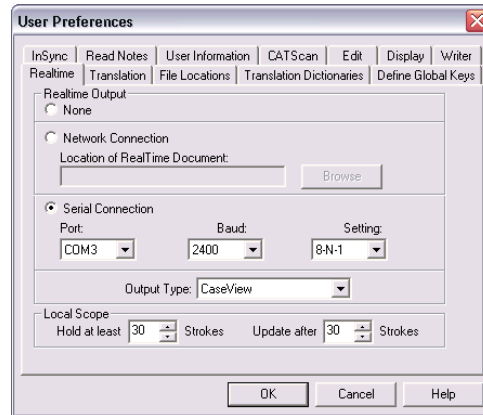 User Preferences
InSync Read Notes User Information CATScan Edit Display Writer
Realtime Translation File Locations Translation Dictionaries Define Global Keys
Realtime Output
None
Network Connection
Location of RealTime Document:
Browse
Serial Connection
Port: Baud: Setting:
COM3 2400 8-N-1
Output Type: CaseView
Local Scope
Hold at least 30 Strokes Update after 30 Strokes
OK Cancel Help